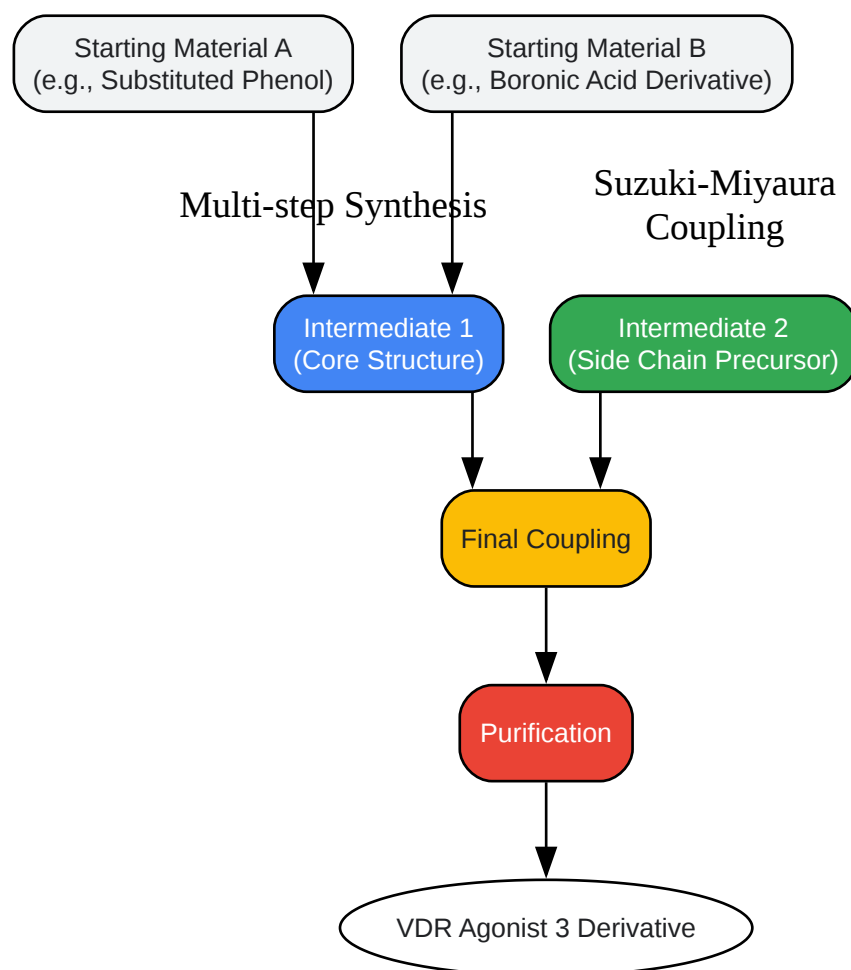 Starting Material A
(e.g., Substituted Phenol)
Starting Material B
(e.g., Boronic Acid Derivative)
Multi-step Synthesis
Suzuki-Miyaura
Coupling
Intermediate 1
(Core Structure)
Intermediate 2
(Side Chain Precursor)
Final Coupling
Purification
VDR Agonist 3 Derivative